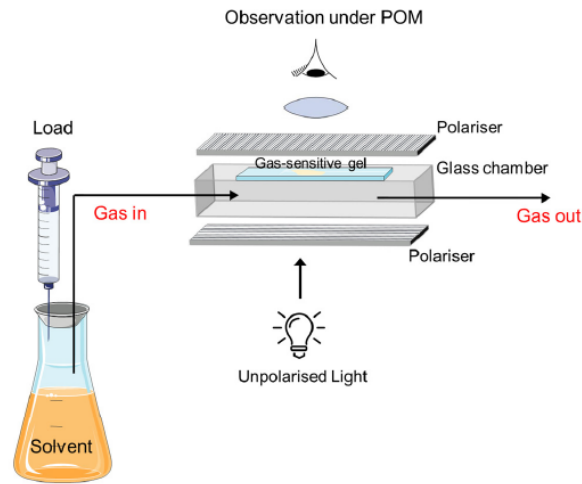 Observation under POM
Load
Polariser
Gas-sensitive gel
Glass chamber
Gas in
Gas out
Polariser
Unpolarised Light
Solvent